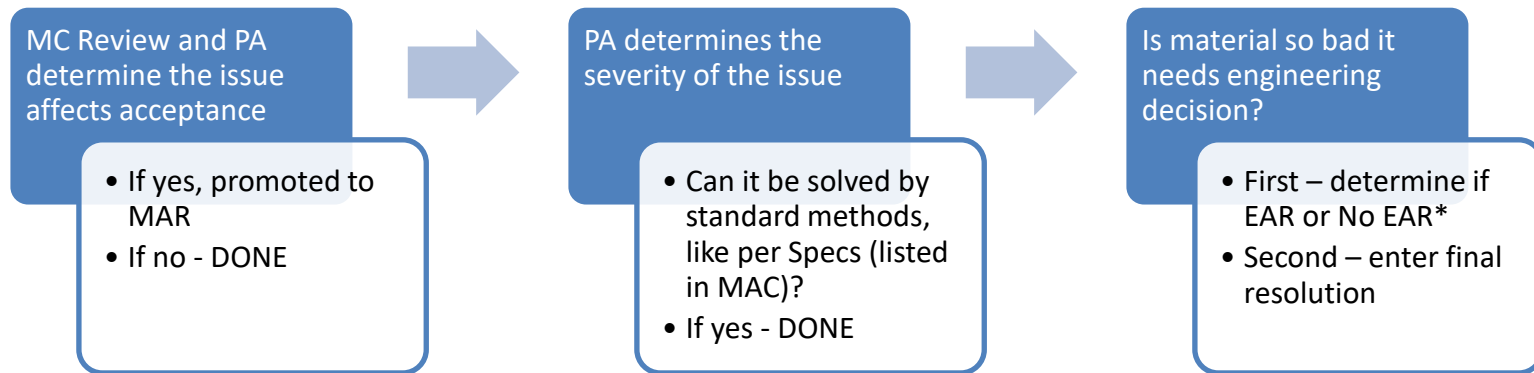 MC Review and PA
determine the issue
affects acceptance
• If yes, promoted to
MAR
• If no - DONE
PA determines the
severity of the issue
• Can it be solved by
standard methods,
like per Specs (listed
in MAC)?
• If yes - DONE
Is material so bad it
needs engineering
decision?
• First – determine if
EAR or No EAR*
• Second – enter final
resolution